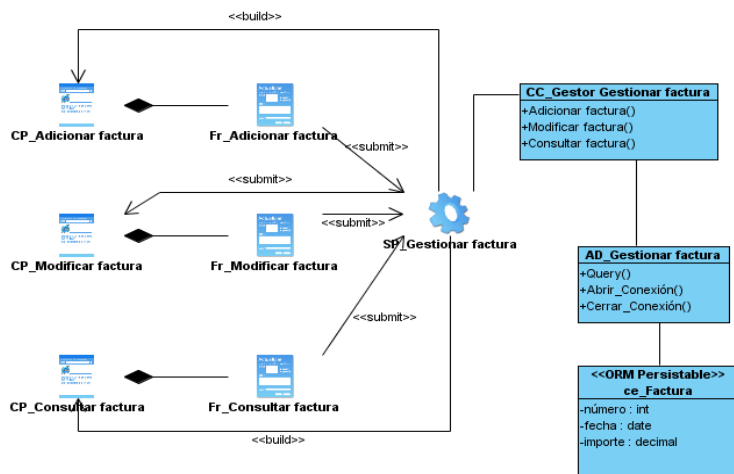 <<build>>
CP_Adicionar factura
Fr_Adicionar factura
<<submit>>
<<submit>>
CP_Modificar factura
Fr_Modificar factura
<<submit>>
SP_Gestionar factura
<<submit>>
CP_Consultar factura
Fr_Consultar factura
<<build>>
CC_Gestor Gestionar factura
+Adicionar factura()
+Modificar factura()
+Consultar factura()
AD_Gestionar factura
+Query()
+Abrir_Conexión()
+Cerrar_Conexión()
<<ORM Persistable>>
ce_Factura
-número : int
-fecha : date
-importe : decimal